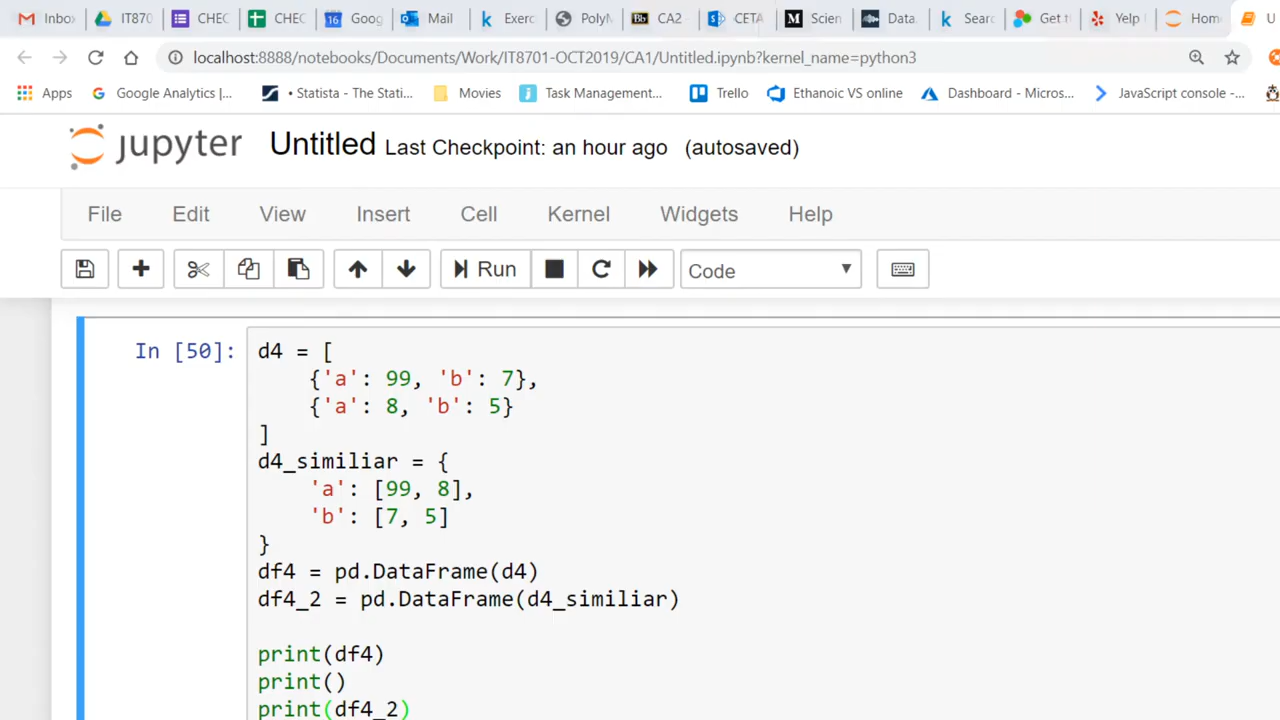 Inbo IT870 CHEC CHEC Goog Mail Exerc PolyM CA2 CETA Scien Data. Searc Get t Yelp Hom U
localhost:8888/notebooks/Documents/Work/IT8701-OCT2019/CA1/Untitled.ipynb?kernel_name=python3
Apps Google Analytics |... • Statista - The Stati... Movies Task Management... Trello Ethanoic VS online Dashboard - Micros... JavaScript console -...
jupyter Untitled Last Checkpoint: an hour ago (autosaved)
File Edit View Insert Cell Kernel Widgets Help
Run Code
In [50]: d4 = [
{'a': 99, 'b': 7},
{'a': 8, 'b': 5}
]
d4_similiar = {
'a': [99, 8],
'b': [7, 5]
}
df4 = pd.DataFrame(d4)
df4_2 = pd.DataFrame(d4_similiar)
print(df4)
print()
print(df4_2)